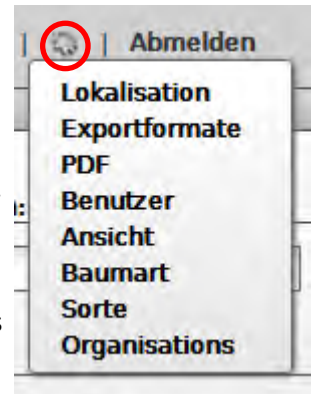 | | Abmelden
Lokalisation
Exportformate
PDF
Benutzer
Ansicht
Baumart
Sorte
Organisations
:
s